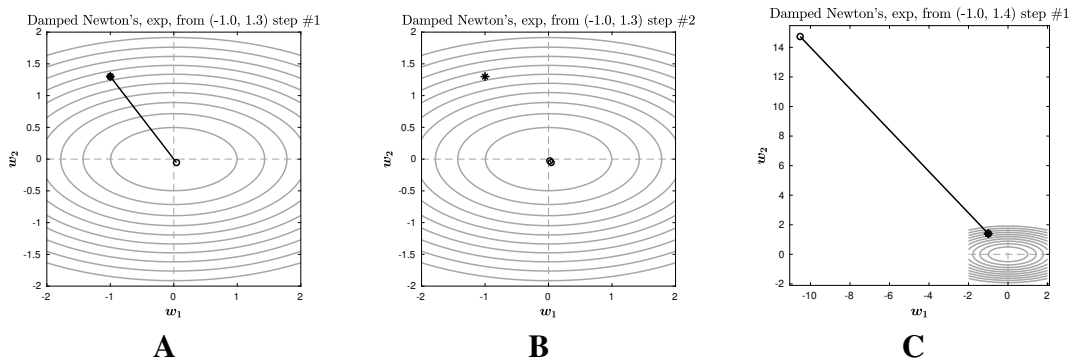 Damped Newton's, exp, from (-1.0, 1.3) step #1
2
1.5
1
0.5
0
-0.5
-1
-1.5
-2
-2 -1 0 1 2
w2
w1
A
Damped Newton's, exp, from (-1.0, 1.3) step #2
2
1.5
1
0.5
0
-0.5
-1
-1.5
-2
-2 -1 0 1 2
w2
w1
B
Damped Newton's, exp, from (-1.0, 1.4) step #1
14
12
10
8
6
4
2
0
-2
-10 -8 -6 -4 -2 0 2
w2
w1
C